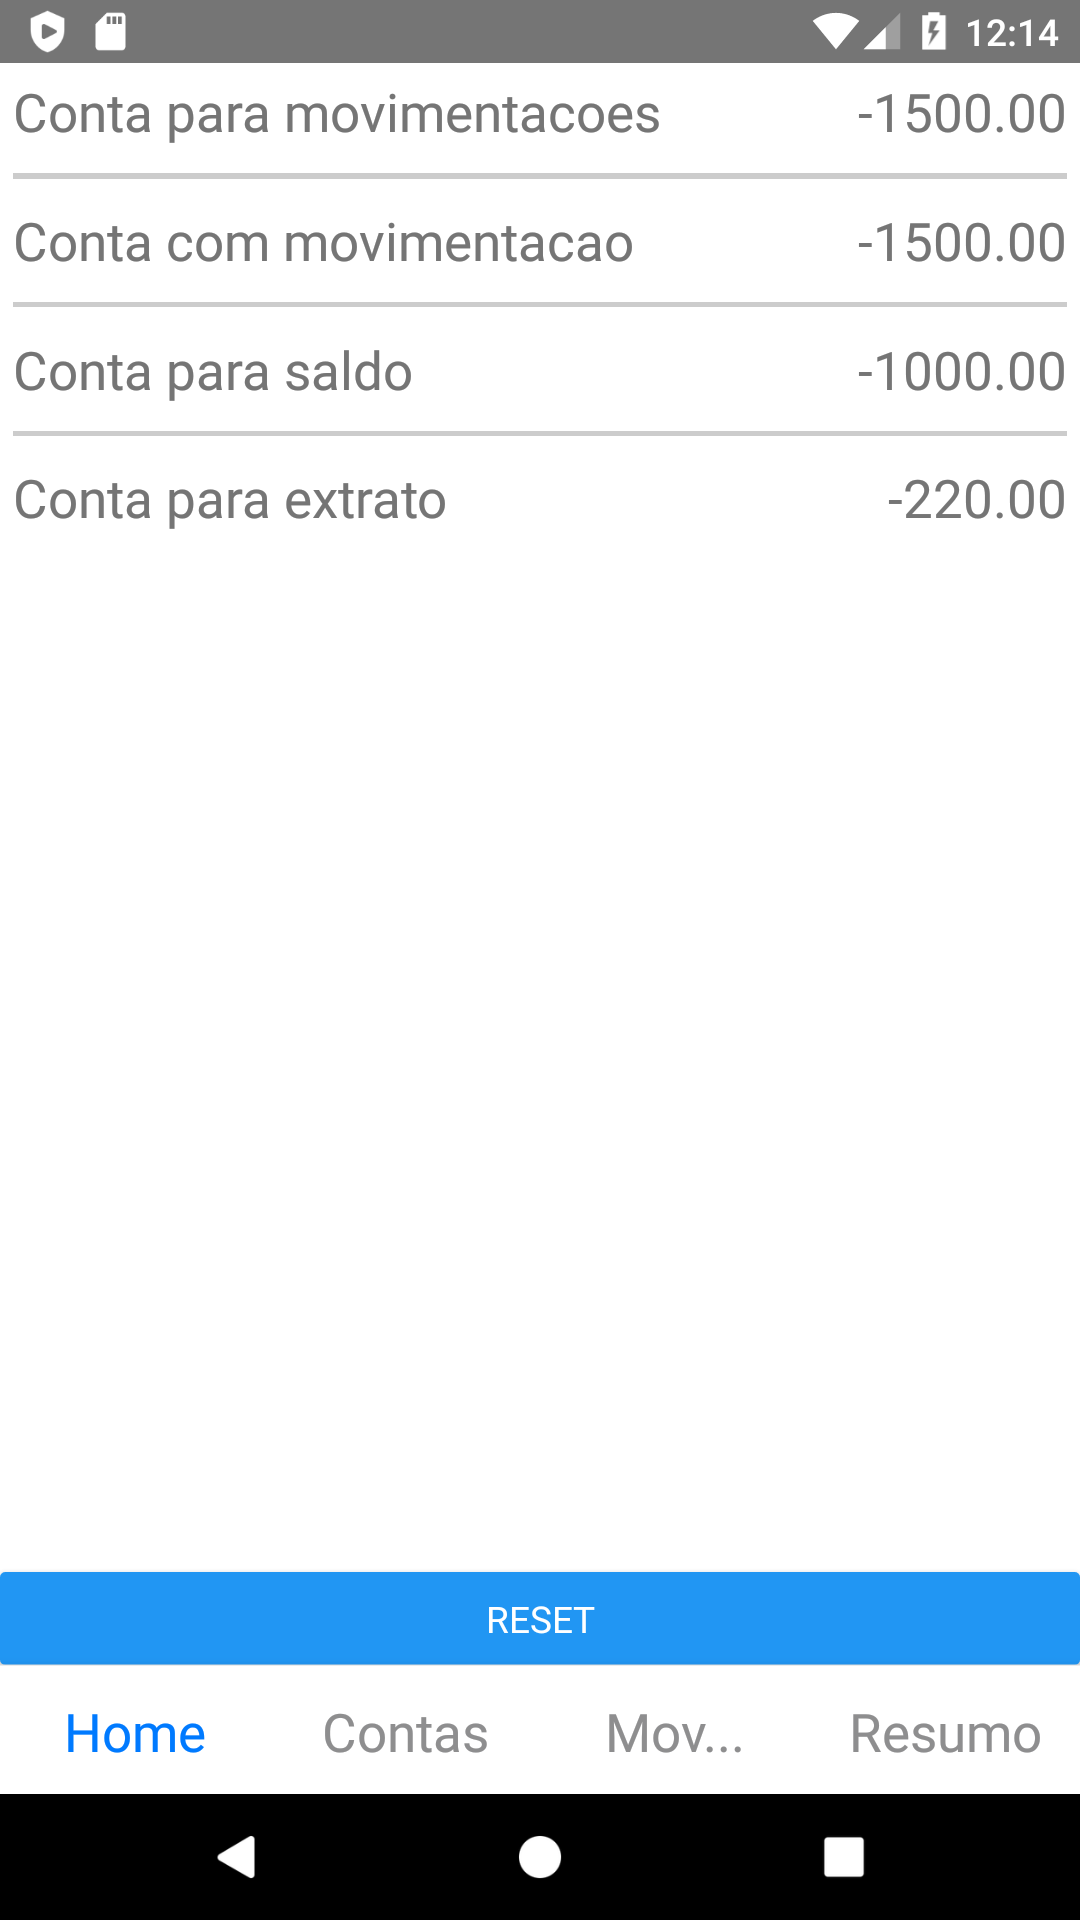 12:14
Conta para movimentacoes -1500.00
Conta com movimentacao -1500.00
Conta para saldo -1000.00
Conta para extrato -220.00
RESET
Home Contas Mov... Resumo